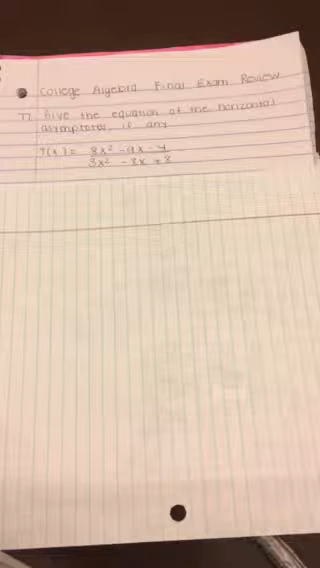 College Algebra Final Exam Review
77 Give the equation of the horizontal
asymptotes, if any
f(x) = 8x² - 9x - 4
3x² - 8x + 8